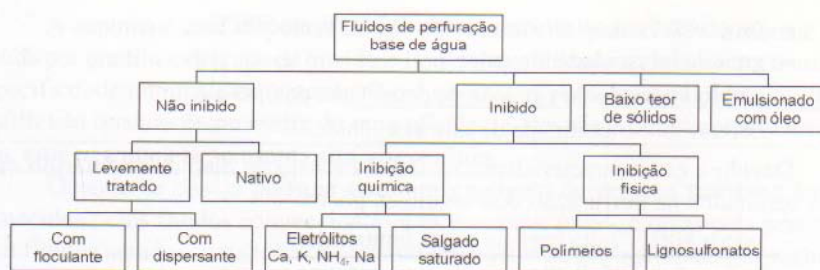 Fluidos de perfuração
base de água
Não inibido
Inibido
Baixo teor
de sólidos
Emulsionado
com óleo
Levemente
tratado
Nativo
Inibição
química
Inibição
física
Com
floculante
Com
dispersante
Eletrólitos
Ca, K, NH₄, Na
Salgado
saturado
Polímeros
Lignosulfonatos